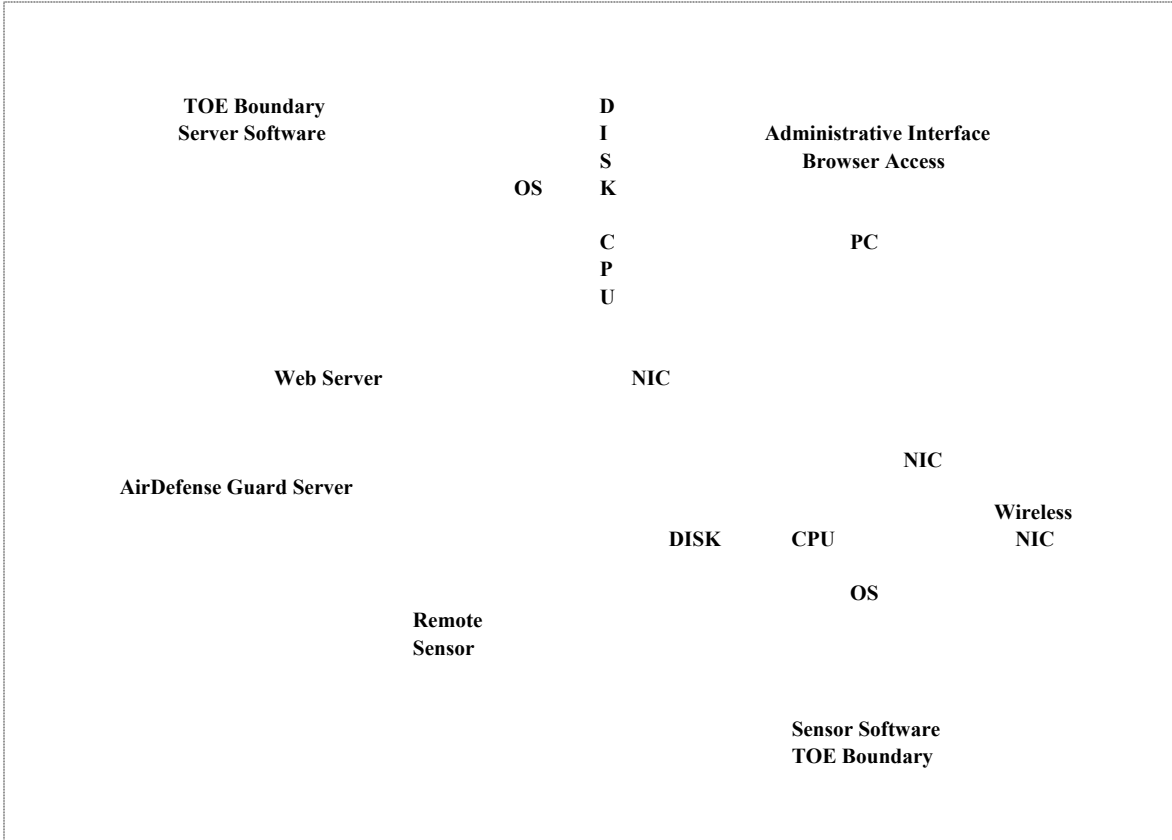 TOE Boundary
Server Software
OS
D
I
S
K
C
P
U
Administrative Interface
Browser Access
PC
Web Server
NIC
AirDefense Guard Server
NIC
Wireless
NIC
DISK
CPU
OS
Remote
Sensor
Sensor Software
TOE Boundary